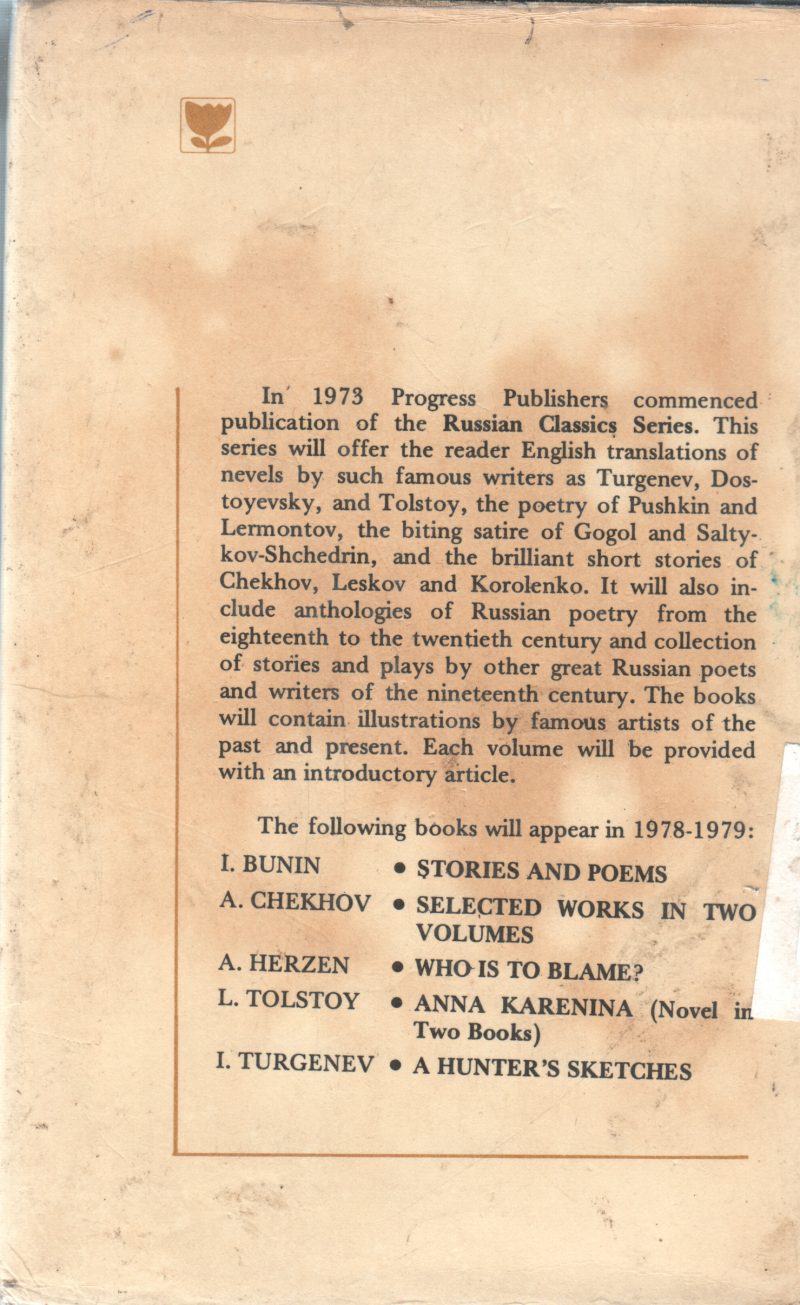 In 1973 Progress Publishers commenced
publication of the Russian Classics Series. This
series will offer the reader English translations of
nevels by such famous writers as Turgenev, Dos-
toyevsky, and Tolstoy, the poetry of Pushkin and
Lermontov, the biting satire of Gogol and Salty-
kov-Shchedrin, and the brilliant short stories of
Chekhov, Leskov and Korolenko. It will also in-
clude anthologies of Russian poetry from the
eighteenth to the twentieth century and collection
of stories and plays by other great Russian poets
and writers of the nineteenth century. The books
will contain illustrations by famous artists of the
past and present. Each volume will be provided
with an introductory article.
The following books will appear in 1978-1979:
I. BUNIN • STORIES AND POEMS
A. CHEKHOV • SELECTED WORKS IN TWO
VOLUMES
A. HERZEN • WHO IS TO BLAME?
L. TOLSTOY • ANNA KARENINA (Novel in
Two Books)
I. TURGENEV • A HUNTER'S SKETCHES